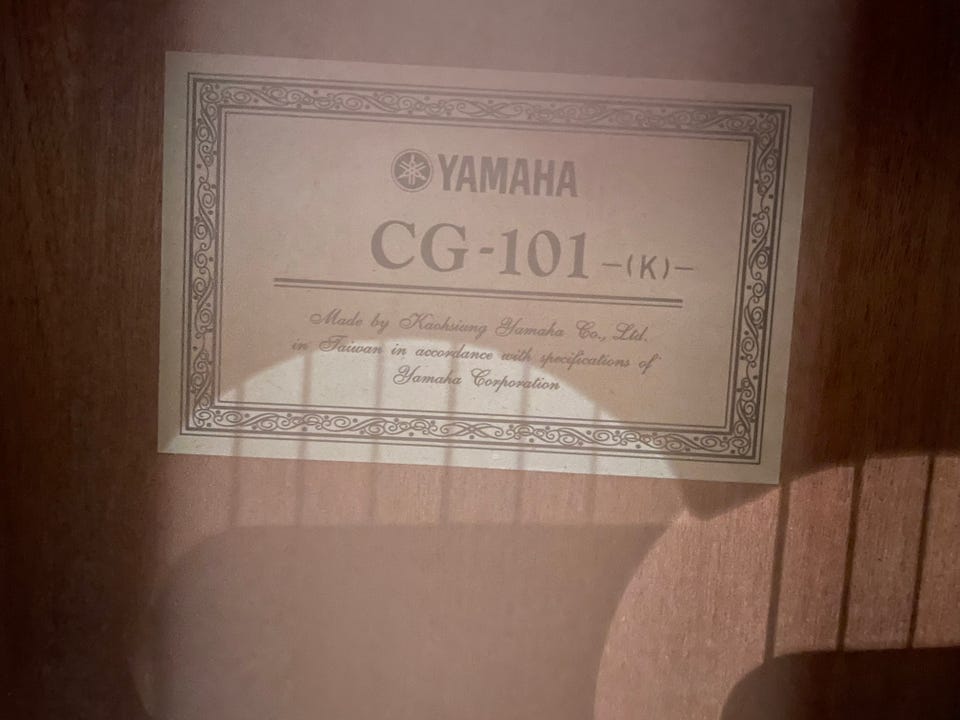 YAMAHA
CG-101 -(K)-
Made by Kaohsiung Yamaha Co., Ltd.
in Taiwan in accordance with specifications of
Yamaha Corporation